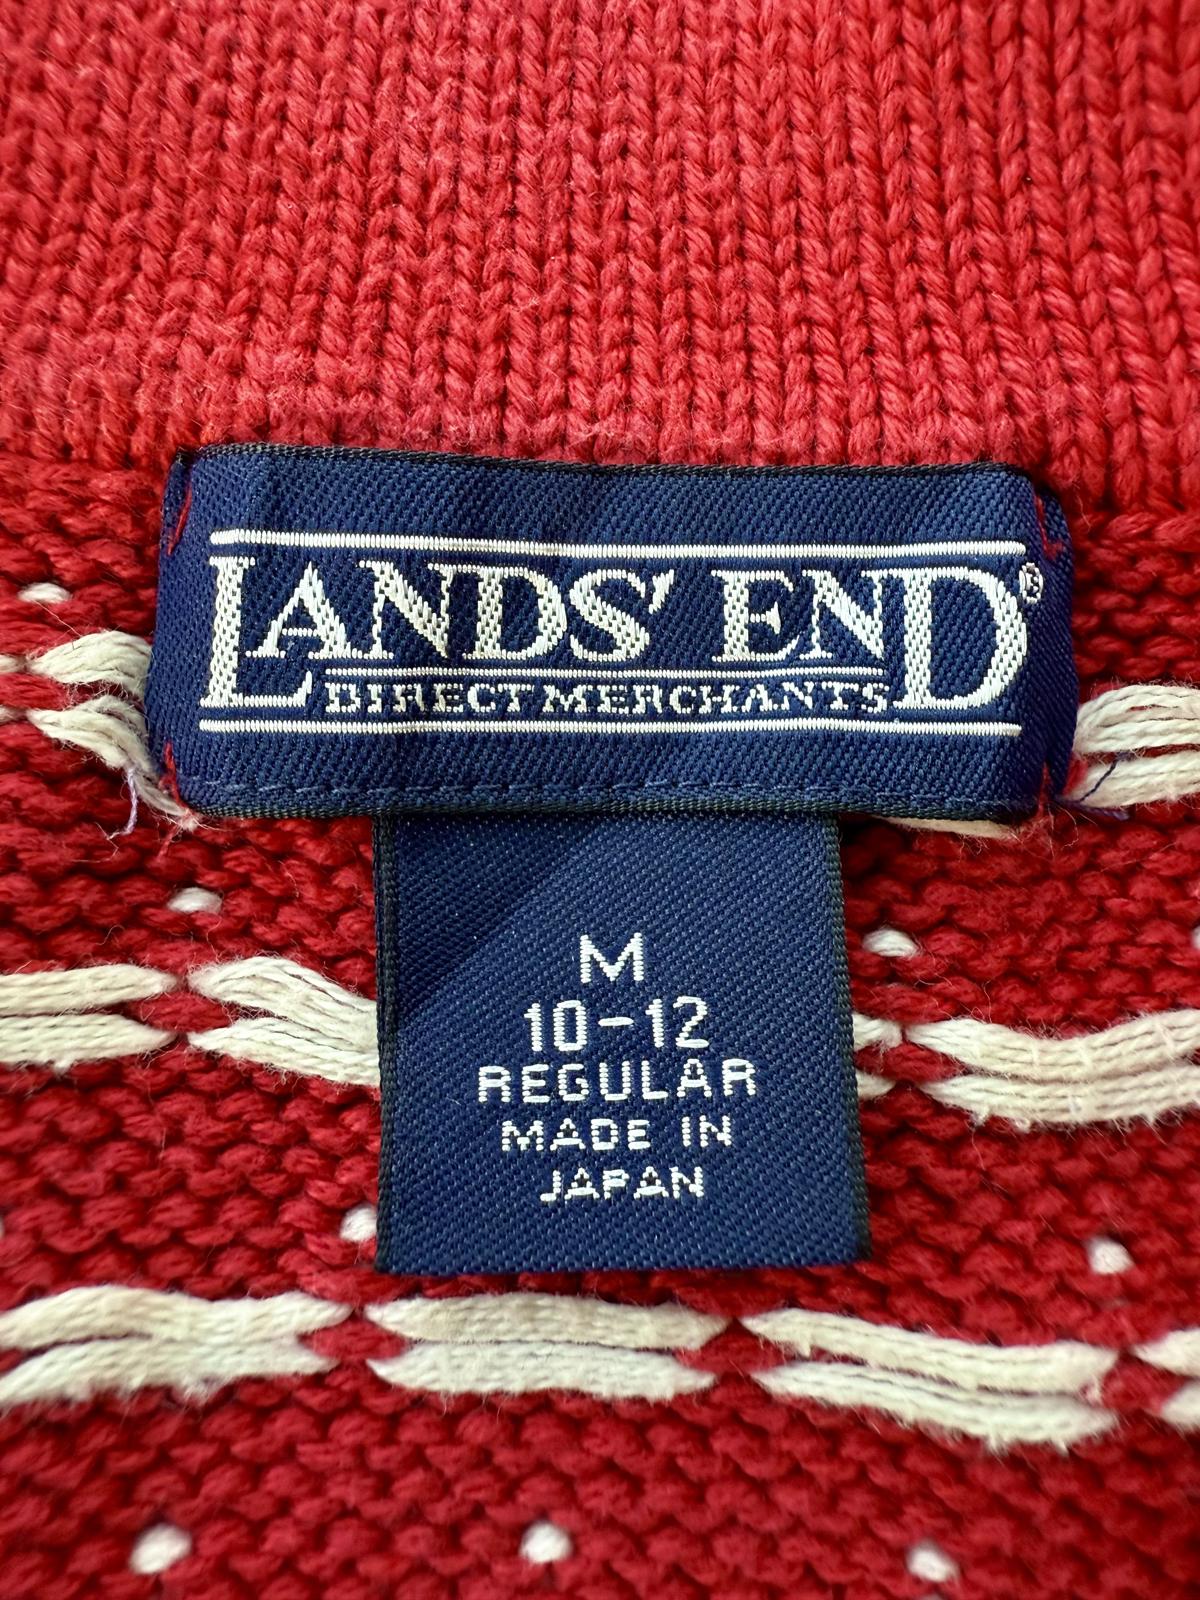 LANDS' END®
DIRECT MERCHANTS
M
10-12
REGULAR
MADE IN
JAPAN